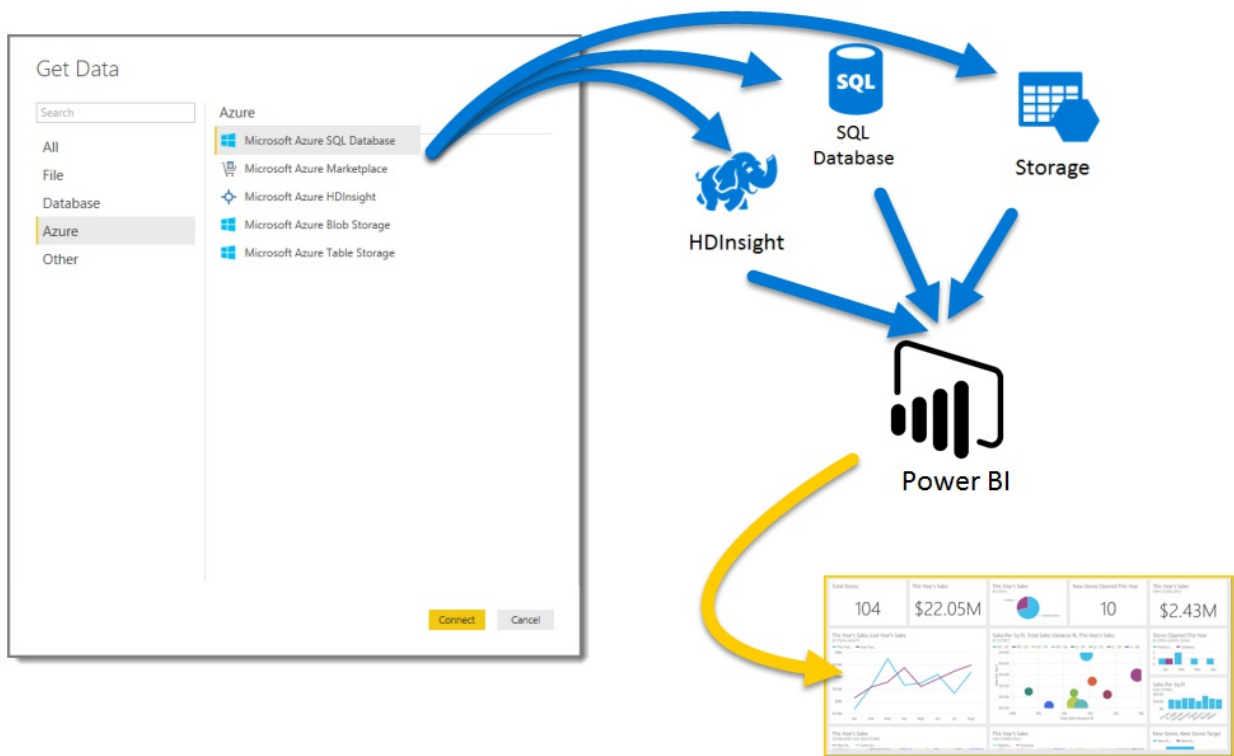 Get Data
Search
All
File
Database
Azure
Other
Azure
Microsoft Azure SQL Database
Microsoft Azure Marketplace
Microsoft Azure HDInsight
Microsoft Azure Blob Storage
Microsoft Azure Table Storage
Connect
Cancel
SQL
SQL
Database
Storage
HDInsight
Power BI
Total Stores
104
This Year's Sales
$22.05M
This Year's Sales
New Stores Opened This Year
10
This Year's Sales
$2.43M
This Year's Sales, Last Year's Sales
Sales Per Sq Ft, Total Sales Variance %, This Year's Sales
Stores Opened This Year
Sales Per Sq Ft
This Year's Sales
This Year's Sales
New Stores, New Stores Target